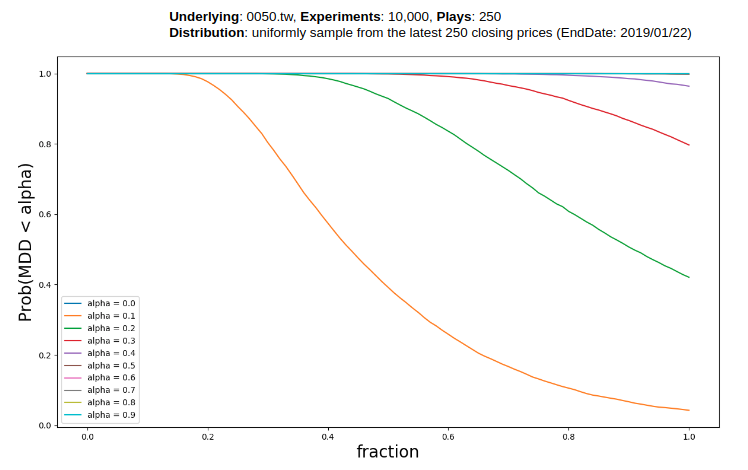 Underlying: 0050.tw, Experiments: 10,000, Plays: 250
Distribution: uniformly sample from the latest 250 closing prices (EndDate: 2019/01/22)
1.0
0.8
0.6
0.4
0.2
0.0
Prob(MDD < alpha)
alpha = 0.0
alpha = 0.1
alpha = 0.2
alpha = 0.3
alpha = 0.4
alpha = 0.5
alpha = 0.6
alpha = 0.7
alpha = 0.8
alpha = 0.9
0.0 0.2 0.4 0.6 0.8 1.0
fraction